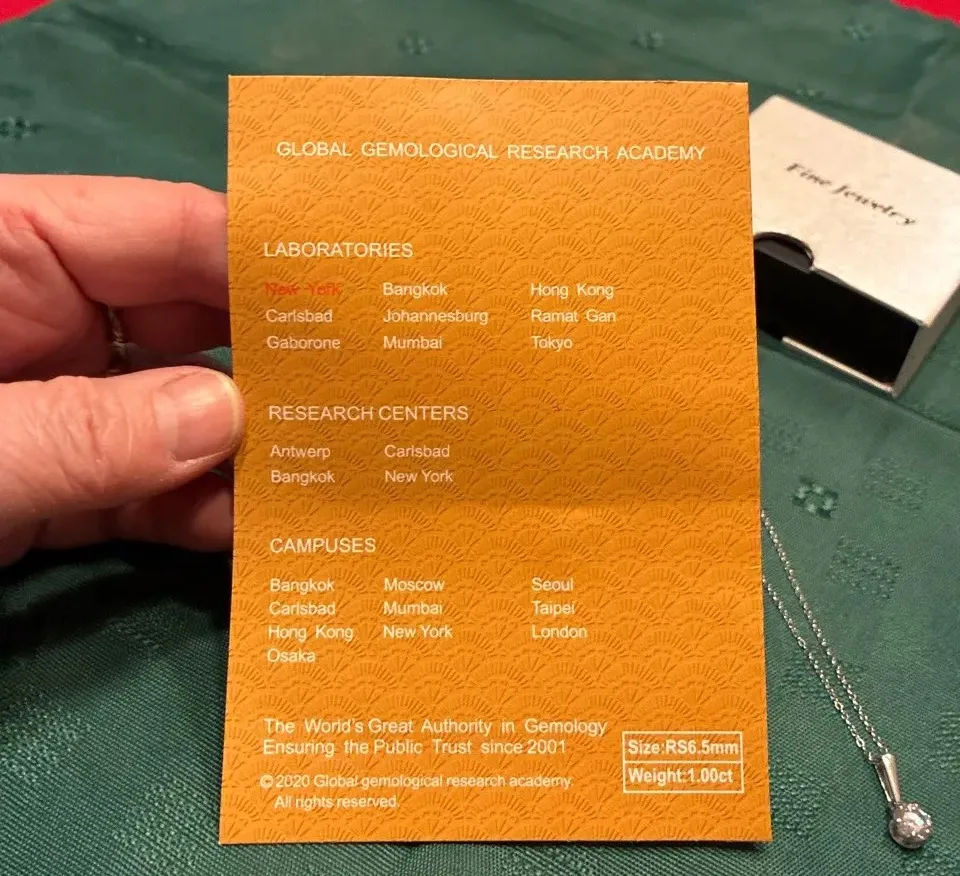 GLOBAL GEMOLOGICAL RESEARCH ACADEMY
Fine Jewelry
LABORATORIES
New York Bangkok Hong Kong
Carlsbad Johannesburg Ramat Gan
Gaborone Mumbai Tokyo
RESEARCH CENTERS
Antwerp Carlsbad
Bangkok New York
CAMPUSES
Bangkok Moscow Seoul
Carlsbad Mumbai Taipei
Hong Kong New York London
Osaka
The World's Great Authority in Gemology
Ensuring the Public Trust since 2001
Size:RS6.5mm
Weight:1.00ct
©2020 Global gemological research academy.
All rights reserved.